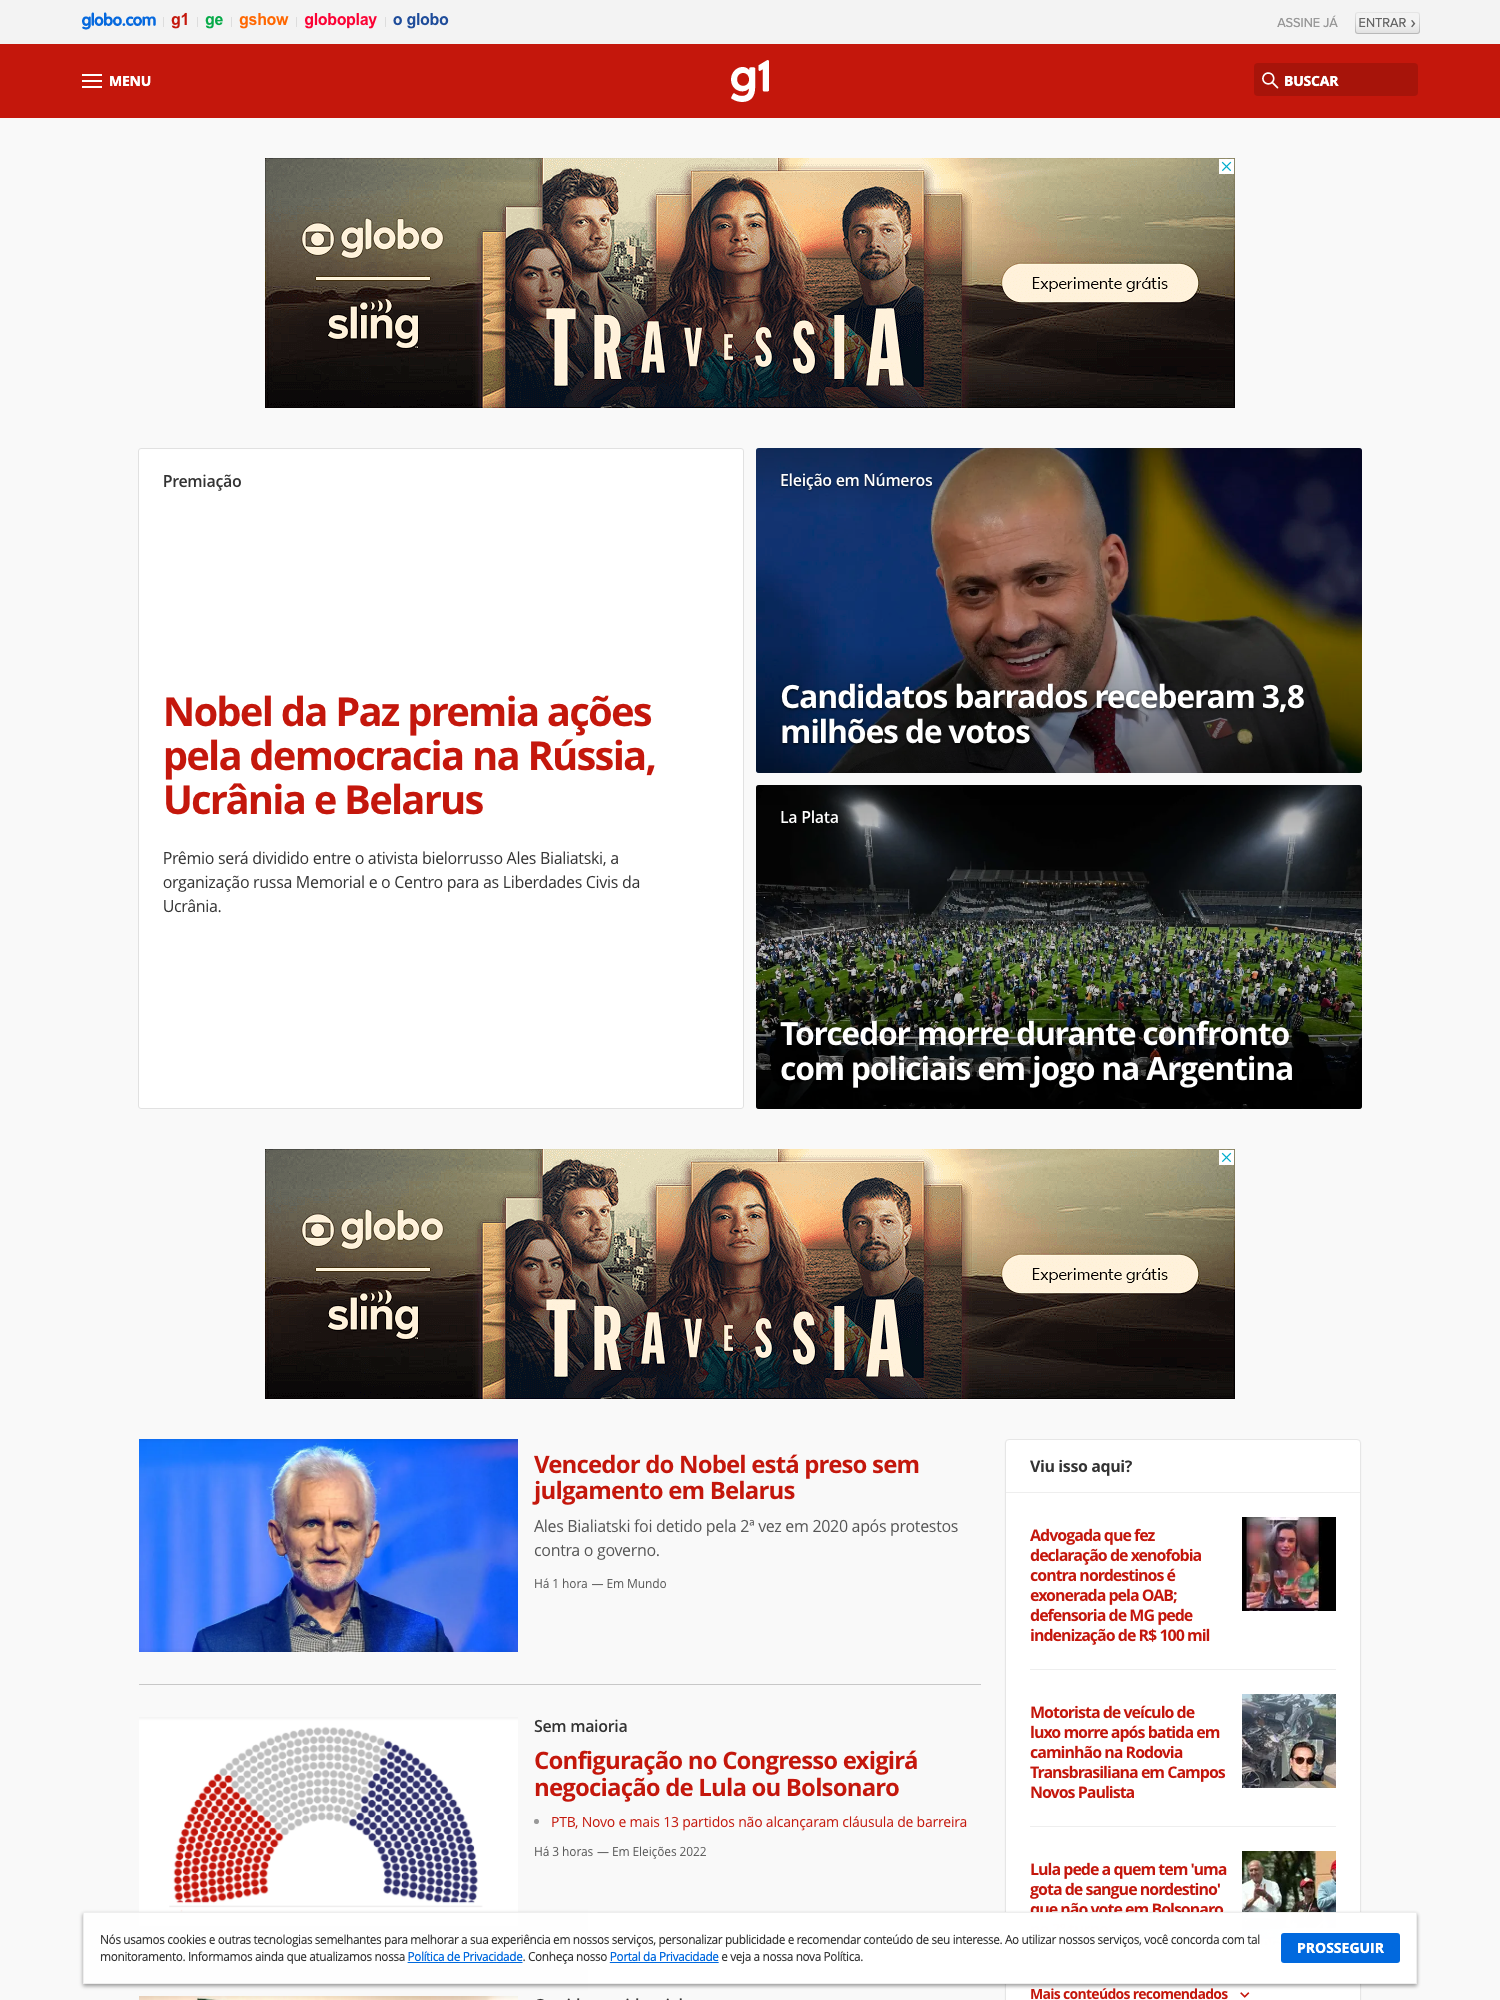 globo.com g1 ge gshow globoplay o globo
ASSINE JÁ ENTRAR ›
MENU
g1
BUSCAR
globo
sling
TRAVESSIA
Experimente grátis
Premiação
Nobel da Paz premia ações
pela democracia na Rússia,
Ucrânia e Belarus
Prêmio será dividido entre o ativista bielorrusso Ales Bialiatski, a
organização russa Memorial e o Centro para as Liberdades Civis da
Ucrânia.
Eleição em Números
Candidatos barrados receberam 3,8
milhões de votos
La Plata
Torcedor morre durante confronto
com policiais em jogo na Argentina
globo
sling
TRAVESSIA
Experimente grátis
Vencedor do Nobel está preso sem
julgamento em Belarus
Ales Bialiatski foi detido pela 2ª vez em 2020 após protestos
contra o governo.
Há 1 hora — Em Mundo
Sem maioria
Configuração no Congresso exigirá
negociação de Lula ou Bolsonaro
PTB, Novo e mais 13 partidos não alcançaram cláusula de barreira
Há 3 horas — Em Eleições 2022
Viu isso aqui?
Advogada que fez
declaração de xenofobia
contra nordestinos é
exonerada pela OAB;
defensoria de MG pede
indenização de R$ 100 mil
Motorista de veículo de
luxo morre após batida em
caminhão na Rodovia
Transbrasiliana em Campos
Novos Paulista
Lula pede a quem tem 'uma
gota de sangue nordestino'
que não vote em Bolsonaro
Mais conteúdos recomendados
Nós usamos cookies e outras tecnologias semelhantes para melhorar a sua experiência em nossos serviços, personalizar publicidade e recomendar conteúdo de seu interesse. Ao utilizar nossos serviços, você concorda com tal
monitoramento. Informamos ainda que atualizamos nossa Política de Privacidade. Conheça nosso Portal da Privacidade e veja a nossa nova Política.
PROSSEGUIR